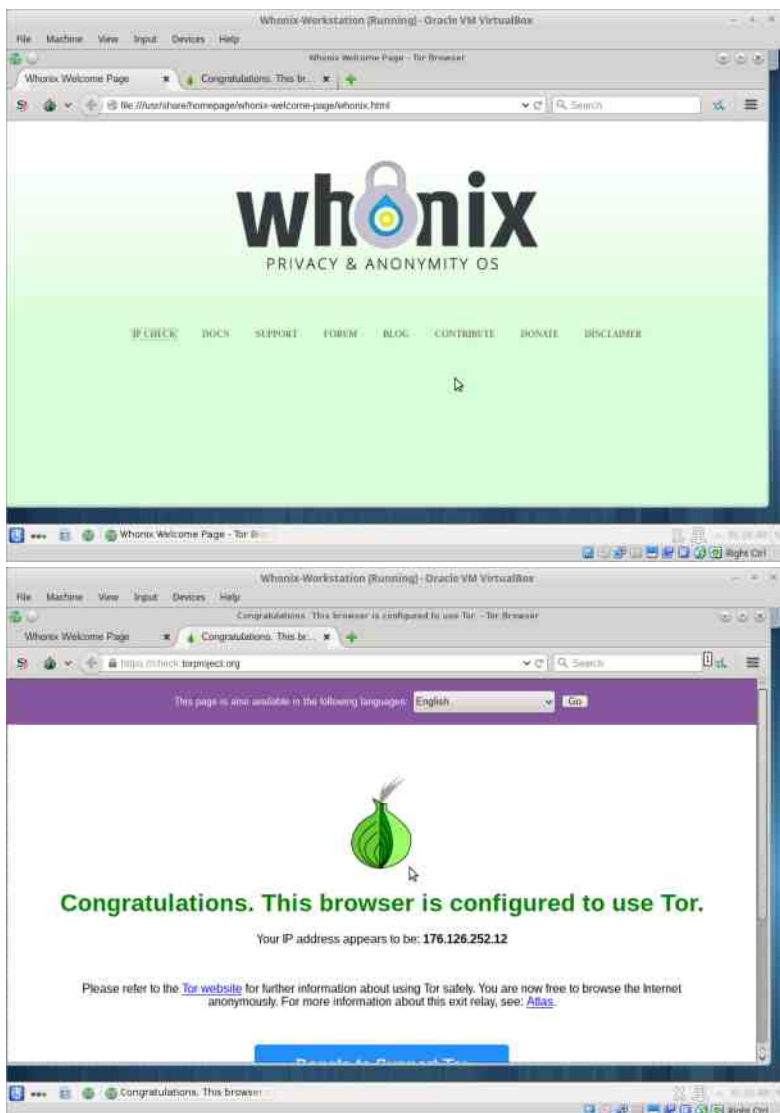 Whonix-Workstation [Running] - Oracle VM VirtualBox
File Machine View Input Devices Help
Whonix Welcome Page - Tor Browser
Whonix Welcome Page Congratulations. This br...
file:///usr/share/homepage/whonix-welcome-page/whonix.html Search
whonix
PRIVACY & ANONYMITY OS
IP CHECK DOCS SUPPORT FORUM BLOG CONTRIBUTE DONATE DISCLAIMER
Whonix Welcome Page - Tor
Right Ctrl
Whonix-Workstation [Running] - Oracle VM VirtualBox
File Machine View Input Devices Help
Congratulations. This browser is configured to use Tor. - Tor Browser
Whonix Welcome Page Congratulations. This br...
https://check.torproject.org Search
This page is also available in the following languages: English Go
Congratulations. This browser is configured to use Tor.
Your IP address appears to be: 176.126.252.12
Please refer to the Tor website for further information about using Tor safely. You are now free to browse the Internet
anonymously. For more information about this exit relay, see: Atlas.
Donate to Support Tor
Congratulations. This browser
Right Ctrl